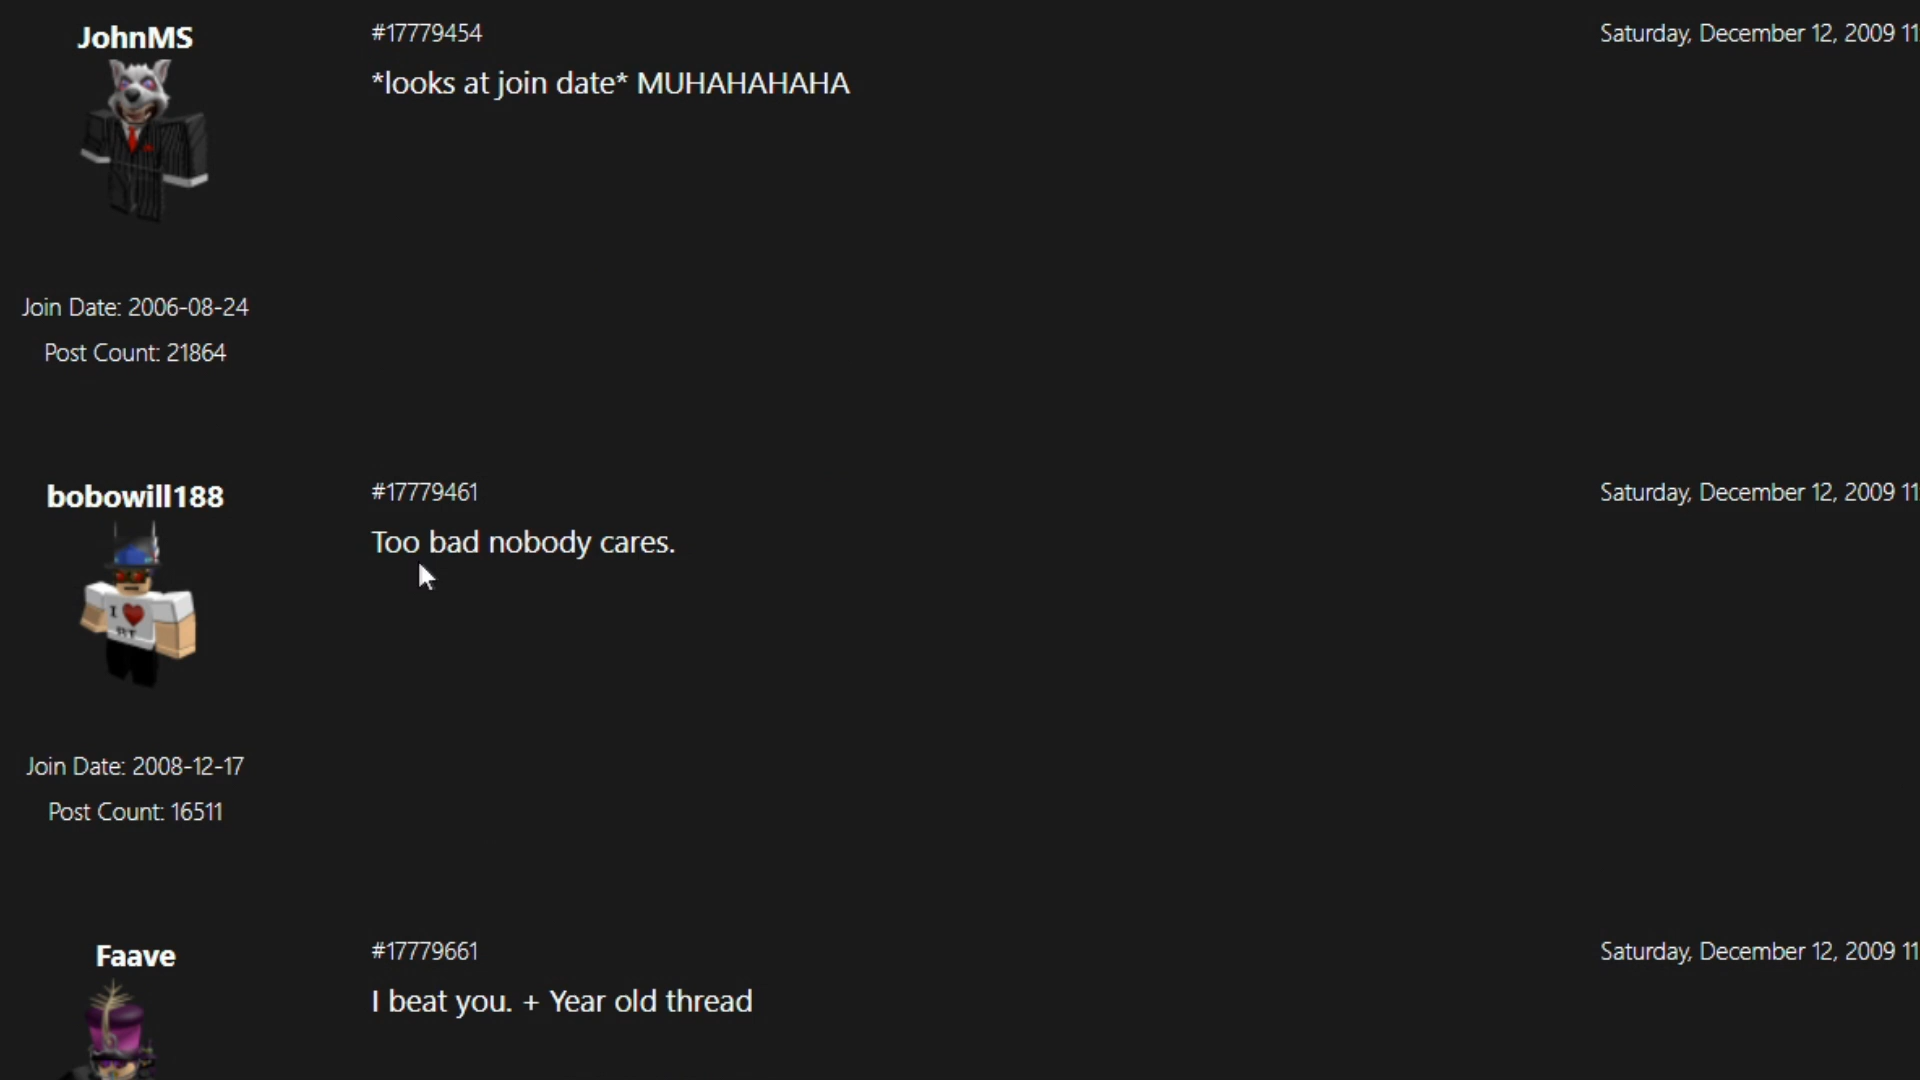 JohnMS
#17779454
Saturday, December 12, 2009 11
*looks at join date* MUHAHAHAHA
Join Date: 2006-08-24
Post Count: 21864
bobowill188
#17779461
Saturday, December 12, 2009 11
Too bad nobody cares.
I
Join Date: 2008-12-17
Post Count: 16511
Faave
#17779661
Saturday, December 12, 2009 11
I beat you. + Year old thread